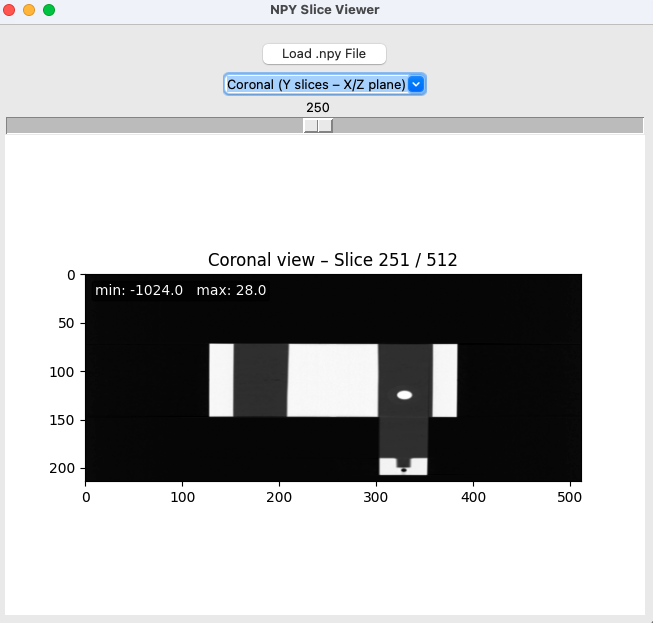 NPY Slice Viewer
Load .npy File
Coronal (Y slices – X/Z plane)
250
Coronal view – Slice 251 / 512
min: -1024.0   max: 28.0
0
50
100
150
200
0 100 200 300 400 500